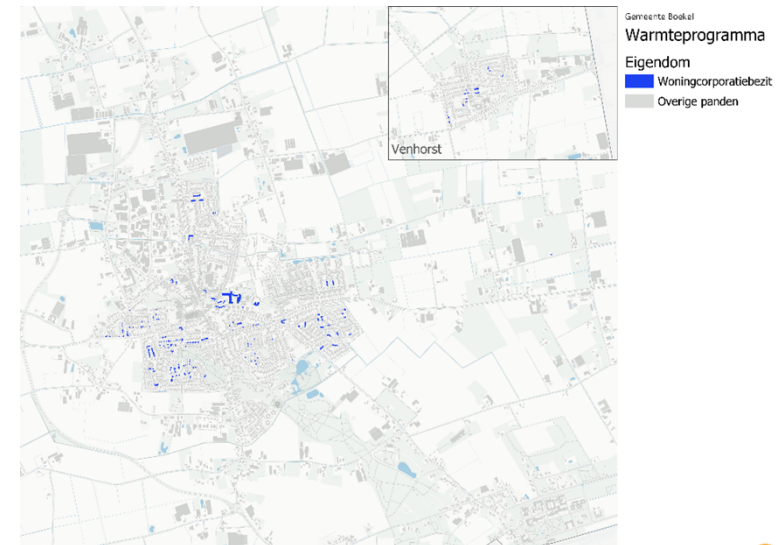 Gemeente Boekel
Warmteprogramma
Eigendom
Woningcorporatiebezit
Overige panden
Venhorst